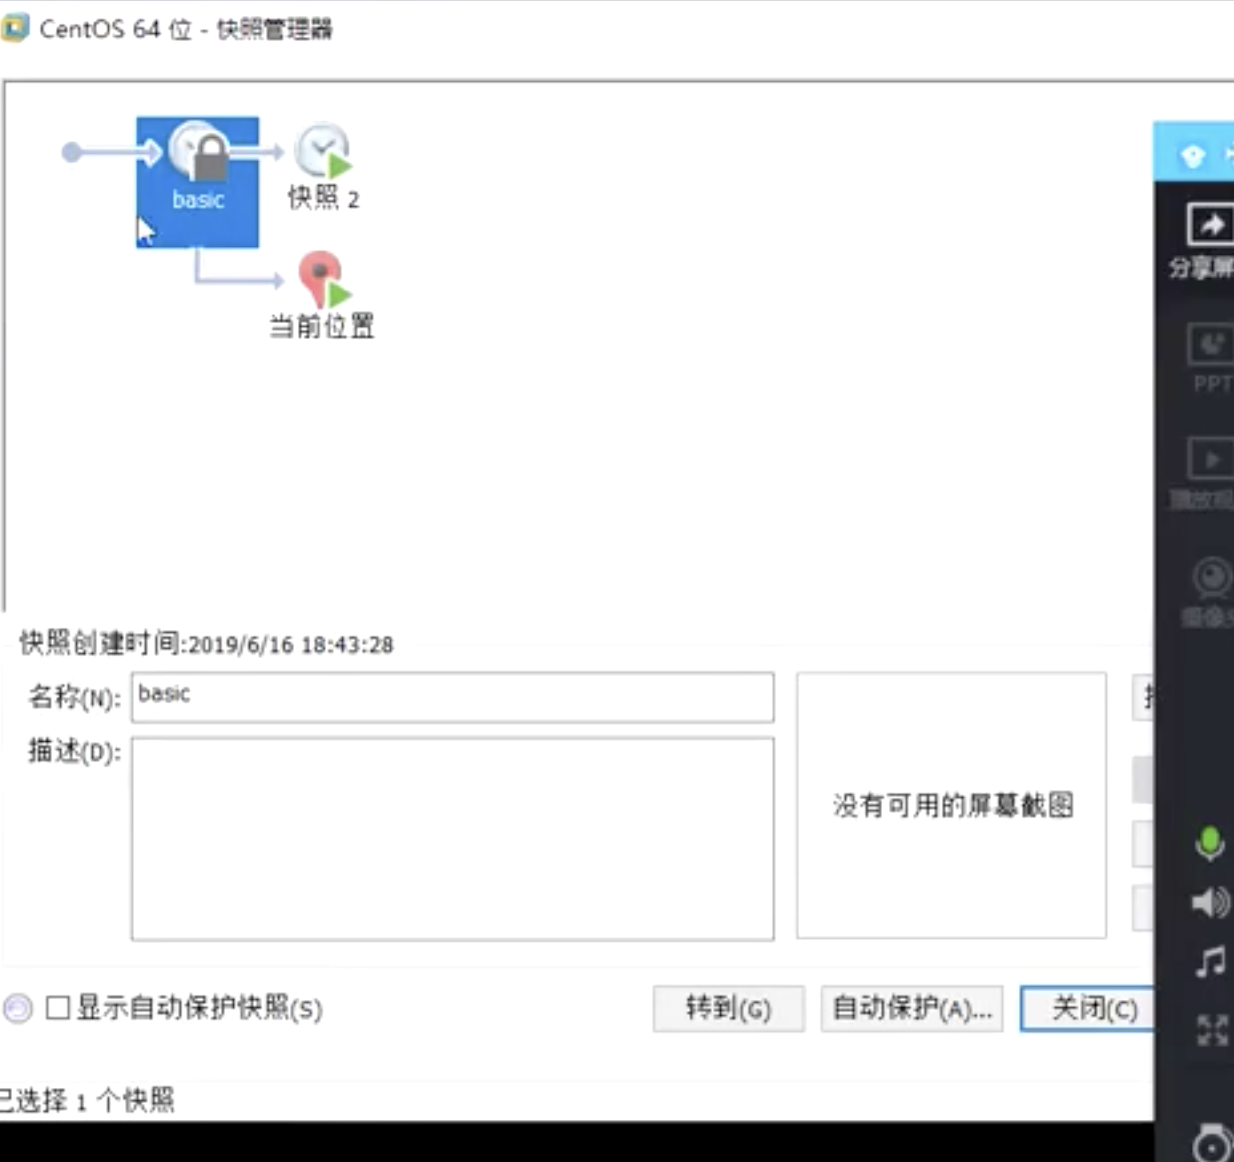 CentOS 64 位 - 快照管理器
basic
快照 2
当前位置
分享屏
PPT
快照创建时间:2019/6/16 18:43:28
名称(N):
basic
描述(D):
没有可用的屏幕截图
显示自动保护快照(S)
转到(G)
自动保护(A)...
关闭(C)
已选择 1 个快照